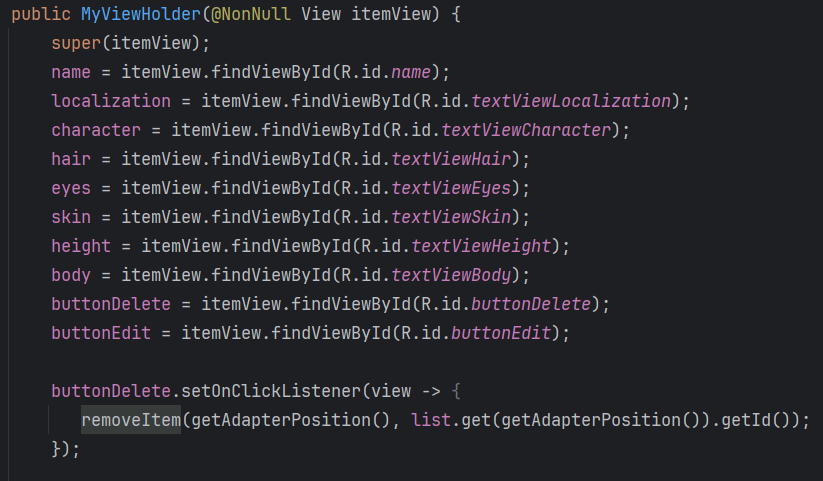 public MyViewHolder(@NonNull View itemView) {
super(itemView);
name = itemView.findViewById(R.id.name);
localization = itemView.findViewById(R.id.textViewLocalization);
character = itemView.findViewById(R.id.textViewCharacter);
hair = itemView.findViewById(R.id.textViewHair);
eyes = itemView.findViewById(R.id.textViewEyes);
skin = itemView.findViewById(R.id.textViewSkin);
height = itemView.findViewById(R.id.textViewHeight);
body = itemView.findViewById(R.id.textViewBody);
buttonDelete = itemView.findViewById(R.id.buttonDelete);
buttonEdit = itemView.findViewById(R.id.buttonEdit);
buttonDelete.setOnClickListener(view -> {
removeItem(getAdapterPosition(), list.get(getAdapterPosition()).getId());
});